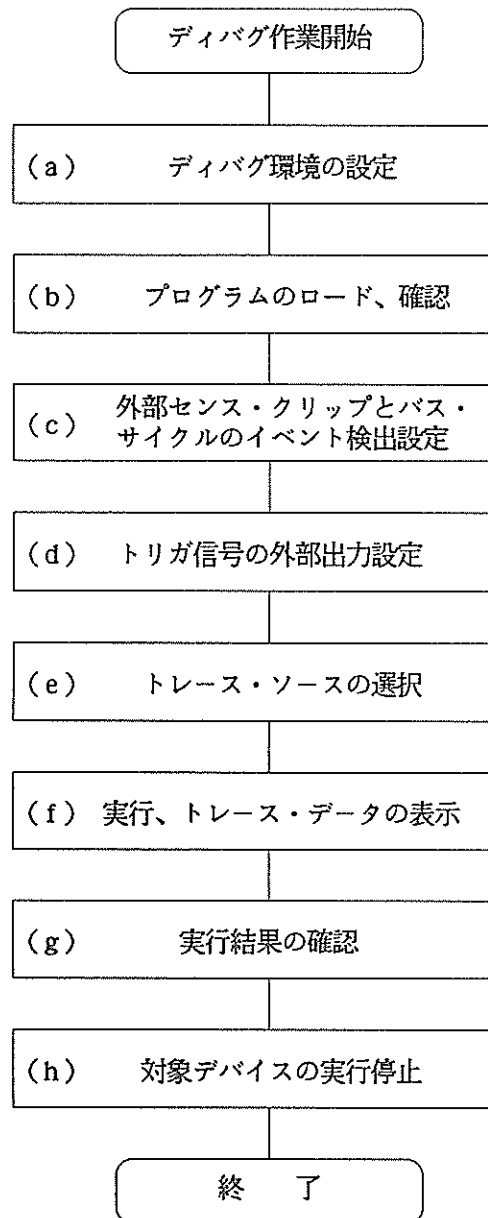 ディバグ作業開始
(a) ディバグ環境の設定
(b) プログラムのロード、確認
(c) 外部センス・クリップとバス・
サイクルのイベント検出設定
(d) トリガ信号の外部出力設定
(e) トレース・ソースの選択
(f) 実行、トレース・データの表示
(g) 実行結果の確認
(h) 対象デバイスの実行停止
終 了